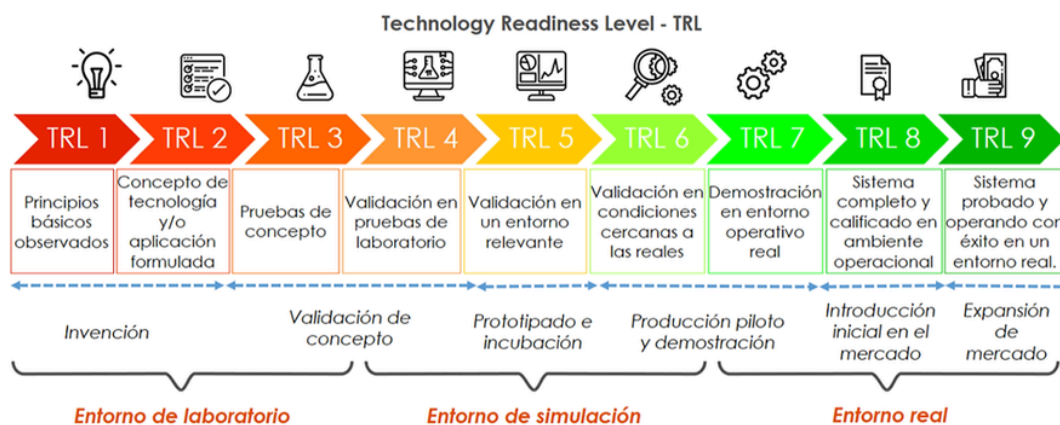 Technology Readiness Level - TRL
TRL 1
TRL 2
TRL 3
TRL 4
TRL 5
TRL 6
TRL 7
TRL 8
TRL 9
Principios
básicos
observados
Concepto de
tecnología
y/o
aplicación
formulada
Pruebas de
concepto
Validación en
pruebas de
laboratorio
Validación en
un entorno
relevante
Validación en
condiciones
cercanas a
las reales
Demostración
en entorno
operativo
real
Sistema
completo y
calificado en
ambiente
operacional
Sistema
probado y
operando con
éxito en un
entorno real.
Invención
Validación de
concepto
Prototipado e
incubación
Producción piloto
y demostración
Introducción
inicial en el
mercado
Expansión
de
mercado
Entorno de laboratorio
Entorno de simulación
Entorno real